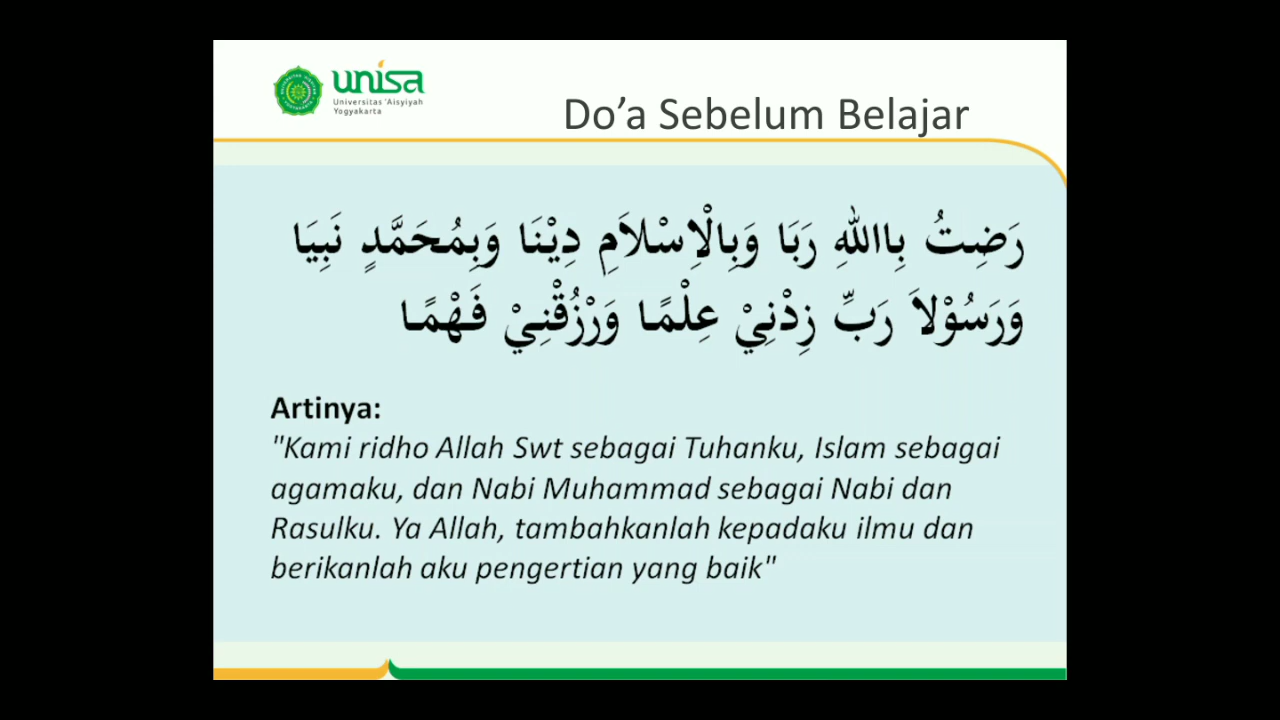 unisa
Universitas 'Aisyiyah
Yogyakarta
Do’a Sebelum Belajar
رَضِتُ بِااللهِ رَبَا وَبِالْاِسْلاَمِ دِيْنَا وَبِمُحَمَّدٍ نَبِيَا
وَرَسُوْلاَ رَبِّ زِدْنِيْ عِلْمًا وَرْزُقْنِيْ فَهْمًا
Artinya:
"Kami ridho Allah Swt sebagai Tuhanku, Islam sebagai
agamaku, dan Nabi Muhammad sebagai Nabi dan
Rasulku. Ya Allah, tambahkanlah kepadaku ilmu dan
berikanlah aku pengertian yang baik"